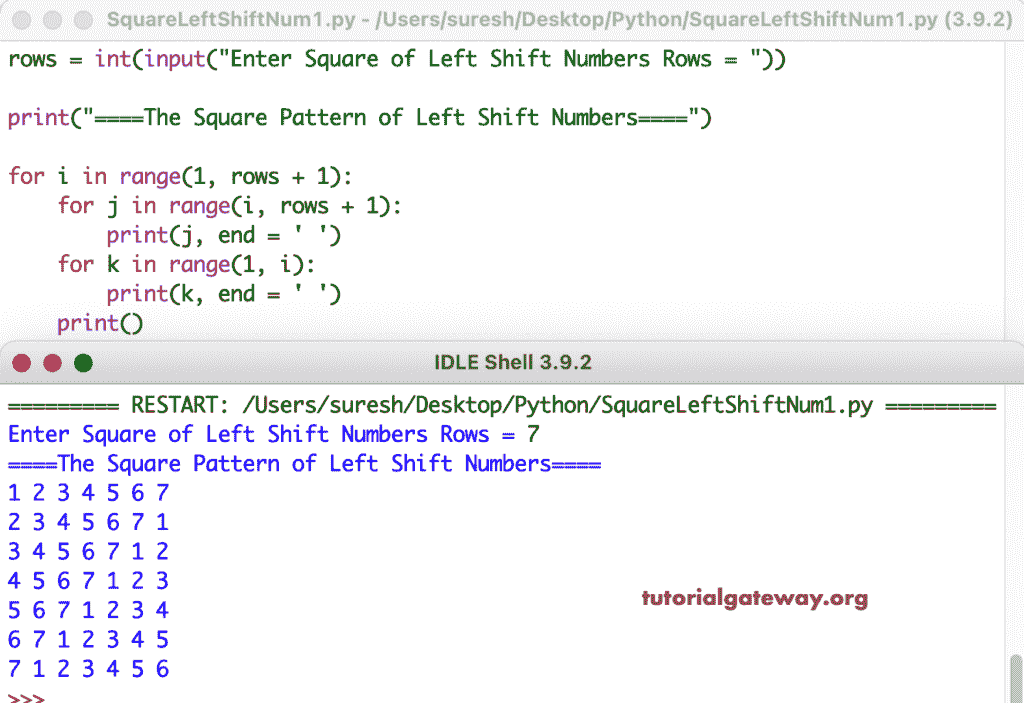 SquareLeftShiftNum1.py - /Users/suresh/Desktop/Python/SquareLeftShiftNum1.py (3.9.2)
rows = int(input("Enter Square of Left Shift Numbers Rows = "))
print("====The Square Pattern of Left Shift Numbers====")
for i in range(1, rows + 1):
    for j in range(i, rows + 1):
        print(j, end = ' ')
    for k in range(1, i):
        print(k, end = ' ')
    print()
IDLE Shell 3.9.2
========= RESTART: /Users/suresh/Desktop/Python/SquareLeftShiftNum1.py =========
Enter Square of Left Shift Numbers Rows = 7
====The Square Pattern of Left Shift Numbers====
1 2 3 4 5 6 7
2 3 4 5 6 7 1
3 4 5 6 7 1 2
4 5 6 7 1 2 3
tutorialgateway.org
5 6 7 1 2 3 4
6 7 1 2 3 4 5
7 1 2 3 4 5 6
>>>